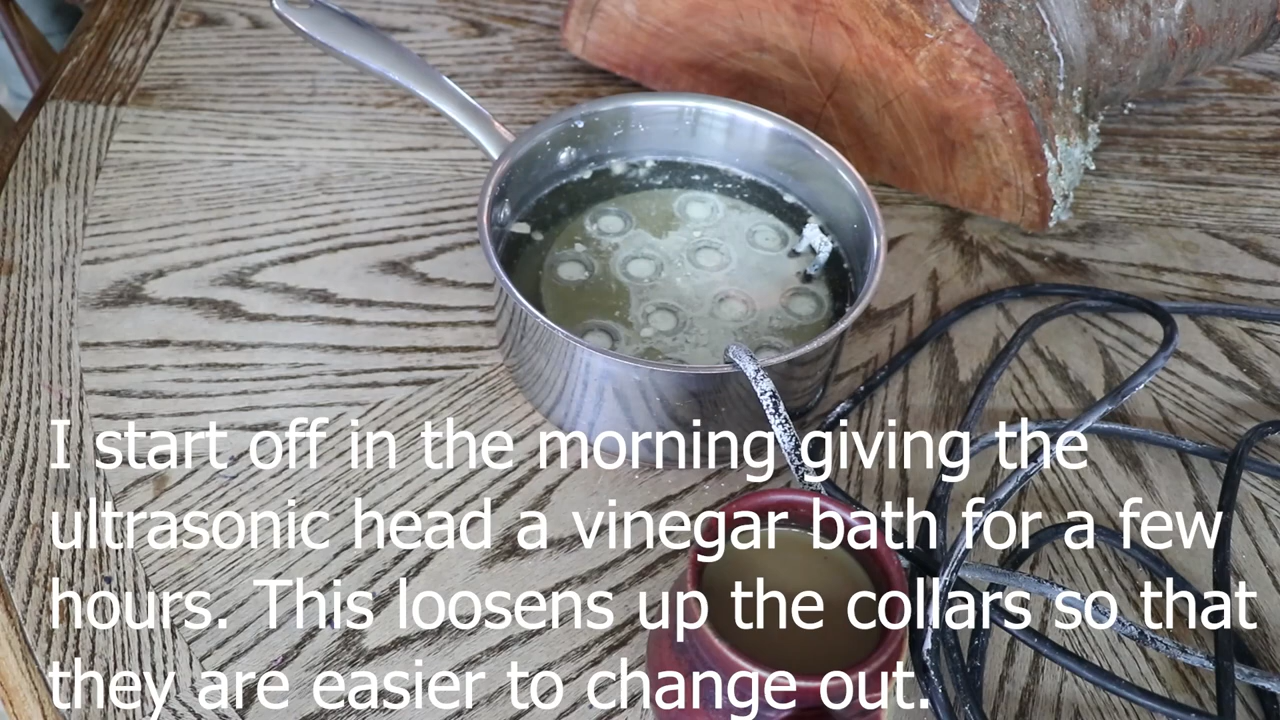 I start off in the morning giving the
ultrasonic head a vinegar bath for a few
hours. This loosens up the collars so that
they are easier to change out.